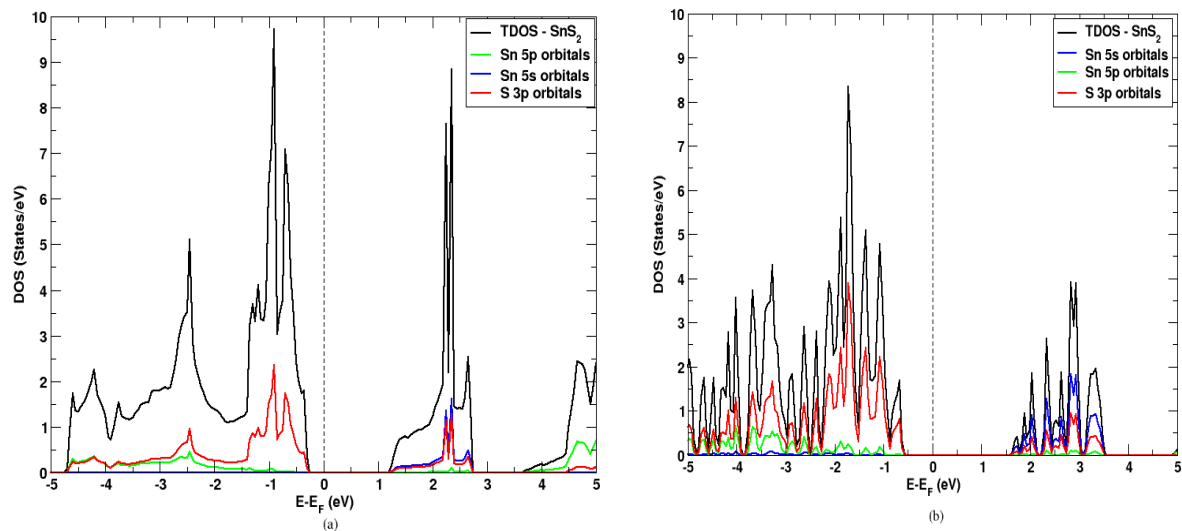 10
9
8
7
6
5
4
3
2
1
0
DOS (States/eV)
TDOS - SnS2
Sn 5p orbitals
Sn 5s orbitals
S 3p orbitals
-5 -4 -3 -2 -1 0 1 2 3 4 5
E-EF (eV)
(a)
10
9
8
7
6
5
4
3
2
1
0
DOS (States/eV)
TDOS - SnS2
Sn 5s orbitals
Sn 5p orbitals
S 3p orbitals
-5 -4 -3 -2 -1 0 1 2 3 4 5
E-EF (eV)
(b)